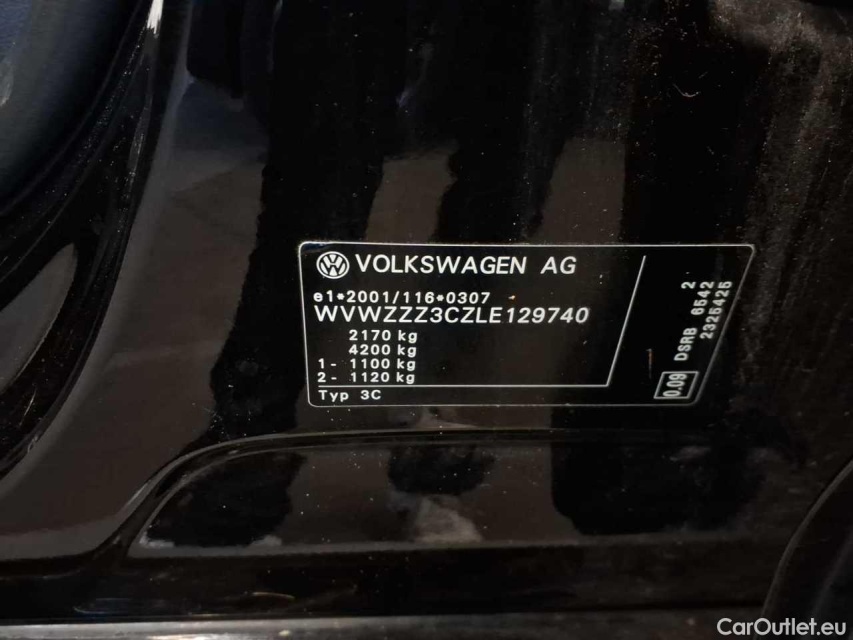 VOLKSWAGEN AG
e1*2001/116*0307
WVWZZZ3CZLE129740
2170 kg
4200 kg
1- 1100 kg
2- 1120 kg
Typ 3C
0.09
DSRB 6542 2
2325425
CarOutlet.eu